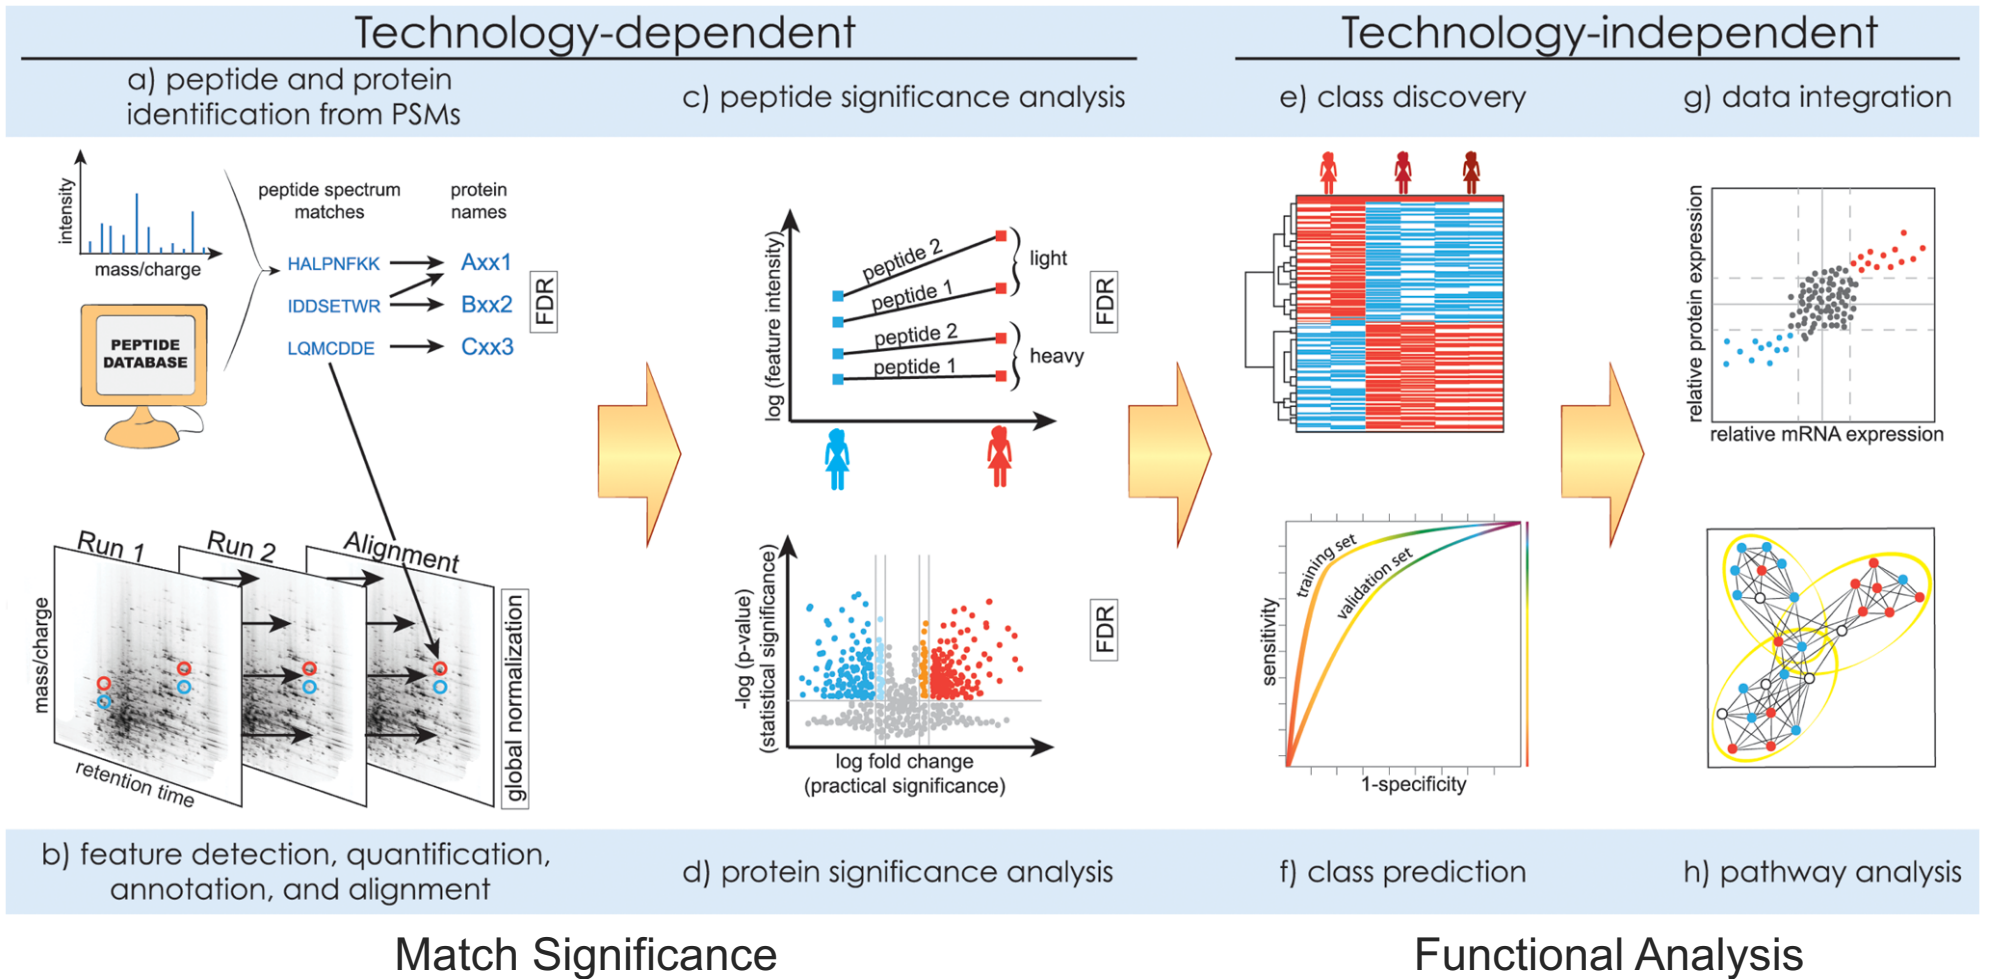 Technology-dependent
Technology-independent
a) peptide and protein
identification from PSMs
c) peptide significance analysis
e) class discovery
g) data integration
intensity
mass/charge
peptide spectrum
matches
protein
names
HALPNFKK
IDDSETWR
LQMCDDE
Axx1
Bxx2
Cxx3
FDR
PEPTIDE
DATABASE
Run 1
Run 2
Alignment
mass/charge
retention time
global normalization
log (feature intensity)
peptide 2
peptide 1
peptide 2
peptide 1
light
heavy
FDR
-log (p-value)
(statistical significance)
log fold change
(practical significance)
FDR
training set
validation set
sensitivity
1-specificity
relative protein expression
relative mRNA expression
b) feature detection, quantification,
annotation, and alignment
d) protein significance analysis
f) class prediction
h) pathway analysis
Match Significance
Functional Analysis